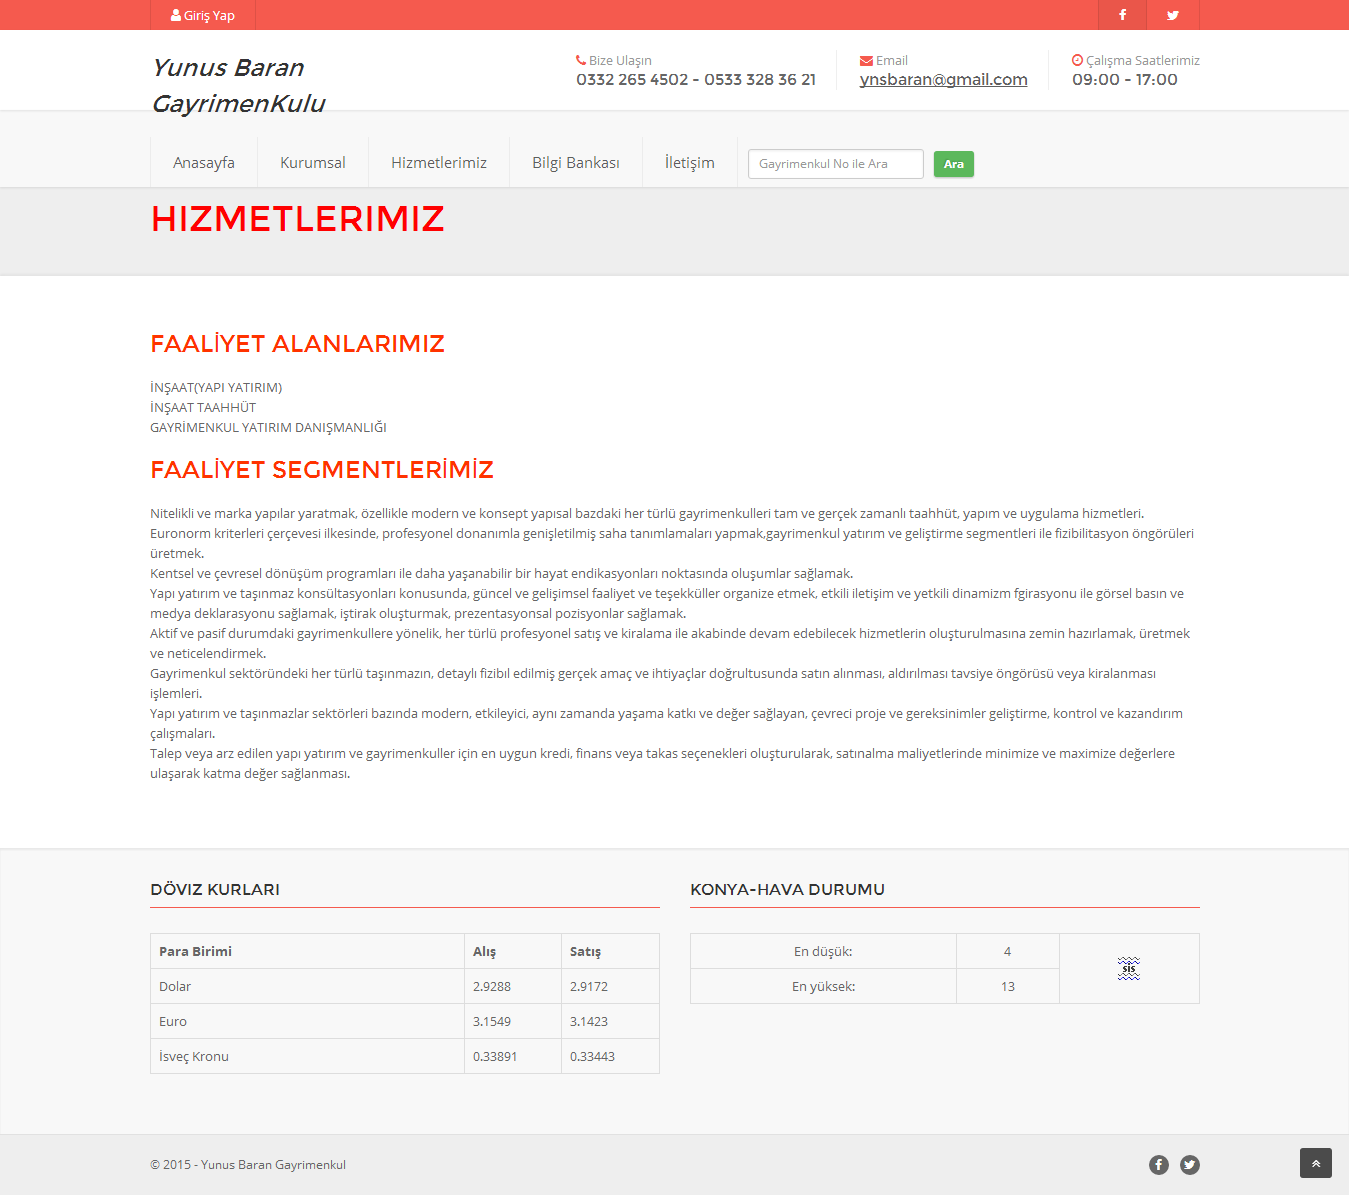 Giriş Yap
Yunus Baran
GayrimenKulu
Bize Ulaşın
0332 265 4502 - 0533 328 36 21
Email
ynsbaran@gmail.com
Çalışma Saatlerimiz
09:00 - 17:00
Anasayfa
Kurumsal
Hizmetlerimiz
Bilgi Bankası
İletişim
Gayrimenkul No ile Ara
Ara
HIZMETLERIMIZ
FAALİYET ALANLARIMIZ
İNŞAAT(YAPI YATIRIM)
İNŞAAT TAAHHÜT
GAYRİMENKUL YATIRIM DANIŞMANLIĞI
FAALİYET SEGMENTLERİMİZ
Nitelikli ve marka yapılar yaratmak, özellikle modern ve konsept yapısal bazdaki her türlü gayrimenkulleri tam ve gerçek zamanlı taahhüt, yapım ve uygulama hizmetleri.
Euronorm kriterleri çerçevesi ilkesinde, profesyonel donanımla genişletilmiş saha tanımlamaları yapmak,gayrimenkul yatırım ve geliştirme segmentleri ile fizibilitasyon öngörüleri
üretmek.
Kentsel ve çevresel dönüşüm programları ile daha yaşanabilir bir hayat endikasyonları noktasında oluşumlar sağlamak.
Yapı yatırım ve taşınmaz konsültasyonları konusunda, güncel ve gelişimsel faaliyet ve teşekküller organize etmek, etkili iletişim ve yetkili dinamizm fgirasyonu ile görsel basın ve
medya deklarasyonu sağlamak, iştirak oluşturmak, prezentasyonsal pozisyonlar sağlamak.
Aktif ve pasif durumdaki gayrimenkullere yönelik, her türlü profesyonel satış ve kiralama ile akabinde devam edebilecek hizmetlerin oluşturulmasına zemin hazırlamak, üretmek
ve neticelendirmek.
Gayrimenkul sektöründeki her türlü taşınmazın, detaylı fizibıl edilmiş gerçek amaç ve ihtiyaçlar doğrultusunda satın alınması, aldırılması tavsiye öngörüsü veya kiralanması
işlemleri.
Yapı yatırım ve taşınmazlar sektörleri bazında modern, etkileyici, aynı zamanda yaşama katkı ve değer sağlayan, çevreci proje ve gereksinimler geliştirme, kontrol ve kazandırım
çalışmaları.
Talep veya arz edilen yapı yatırım ve gayrimenkuller için en uygun kredi, finans veya takas seçenekleri oluşturularak, satınalma maliyetlerinde minimize ve maximize değerlere
ulaşarak katma değer sağlanması.
DÖVIZ KURLARI
Para Birimi Alış Satış
Dolar 2.9288 2.9172
Euro 3.1549 3.1423
İsveç Kronu 0.33891 0.33443
KONYA-HAVA DURUMU
En düşük: 4
SİS
En yüksek: 13
© 2015 - Yunus Baran Gayrimenkul